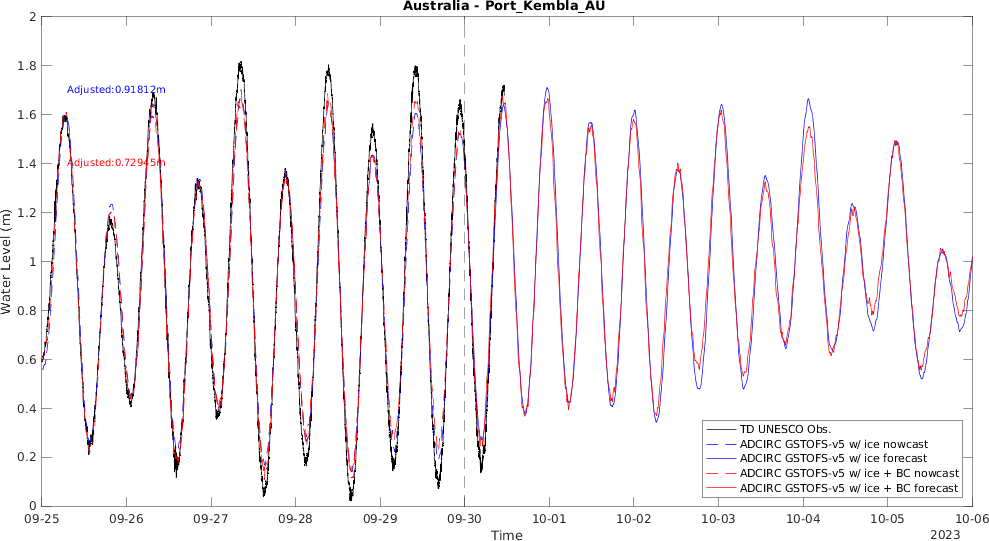 Australia - Port_Kembla_AU
2
1.8
1.6
1.4
1.2
1
0.8
0.6
0.4
0.2
0
Water Level (m)
Adjusted:0.91812m
Adjusted:0.72945m
TD UNESCO Obs.
ADCIRC GSTOFS-v5 w/ ice nowcast
ADCIRC GSTOFS-v5 w/ ice forecast
ADCIRC GSTOFS-v5 w/ ice + BC nowcast
ADCIRC GSTOFS-v5 w/ ice + BC forecast
09-25 09-26 09-27 09-28 09-29 09-30 10-01 10-02 10-03 10-04 10-05 10-06
Time
2023